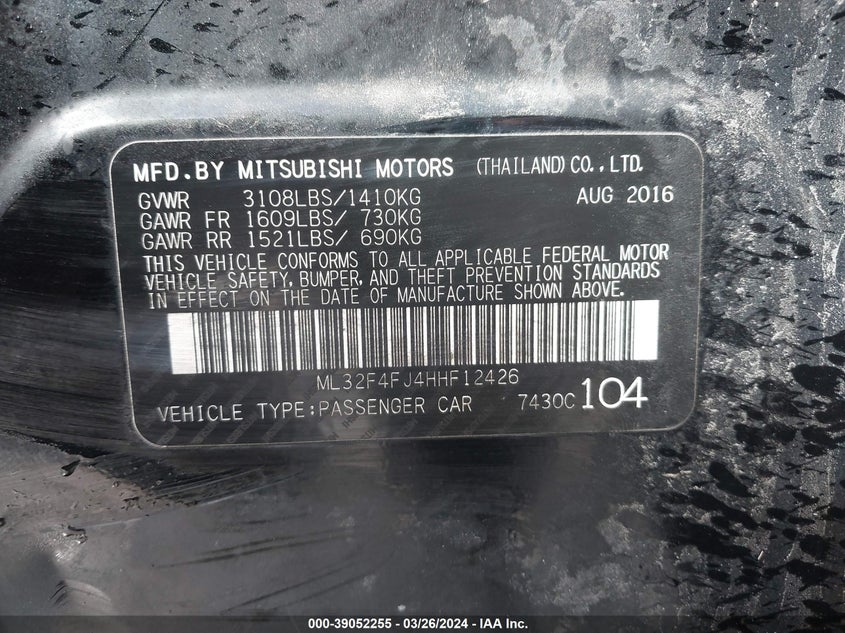 MFD.BY MITSUBISHI MOTORS (THAILAND) CO., LTD.
GVWR 3108LBS/1410KG AUG 2016
GAWR FR 1609LBS/ 730KG
GAWR RR 1521LBS/ 690KG
THIS VEHICLE CONFORMS TO ALL APPLICABLE FEDERAL MOTOR
VEHICLE SAFETY, BUMPER, AND THEFT PREVENTION STANDARDS
IN EFFECT ON THE DATE OF MANUFACTURE SHOWN ABOVE.
ML32F4FJ4HHF12426
VEHICLE TYPE:PASSENGER CAR 7430C 104
000-39052255 - 03/26/2024 - IAA Inc.